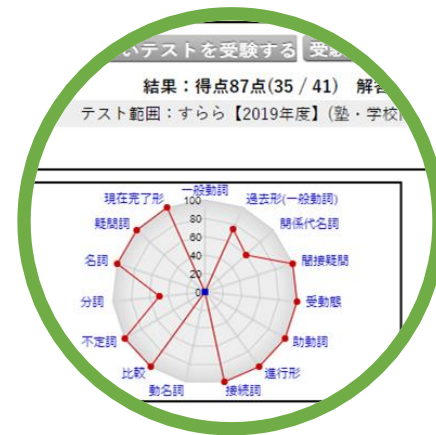 いテストを受験する 受験
結果：得点87点(35 / 41) 解答
テスト範囲：すらら【2019年度】(塾・学校
一般動詞
現在完了形
過去形(一般動詞)
疑問詞
関係代名詞
名詞
間接疑問
分詞
受動態
不定詞
助動詞
比較
進行形
動名詞
接続詞
100
80
60
40
20
0